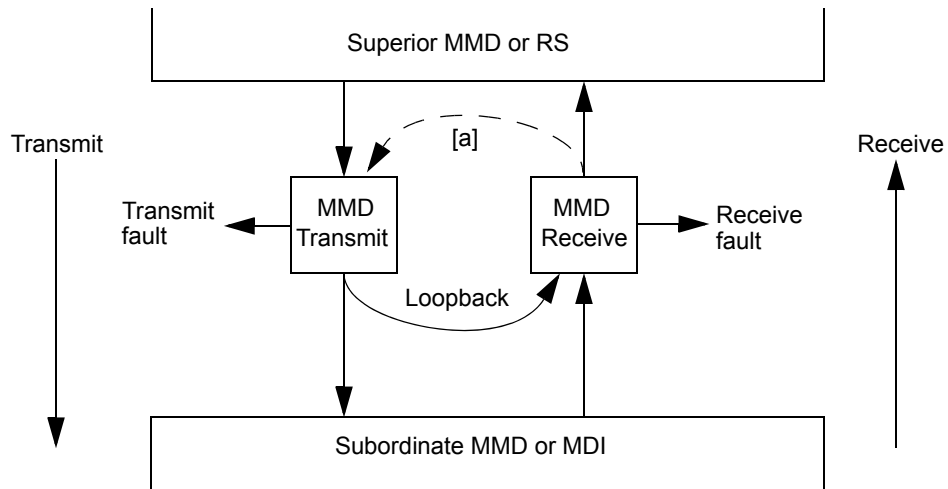 Superior MMD or RS
[a]
Transmit
Receive
Transmit
fault
MMD
Transmit
MMD
Receive
Receive
fault
Loopback
Subordinate MMD or MDI